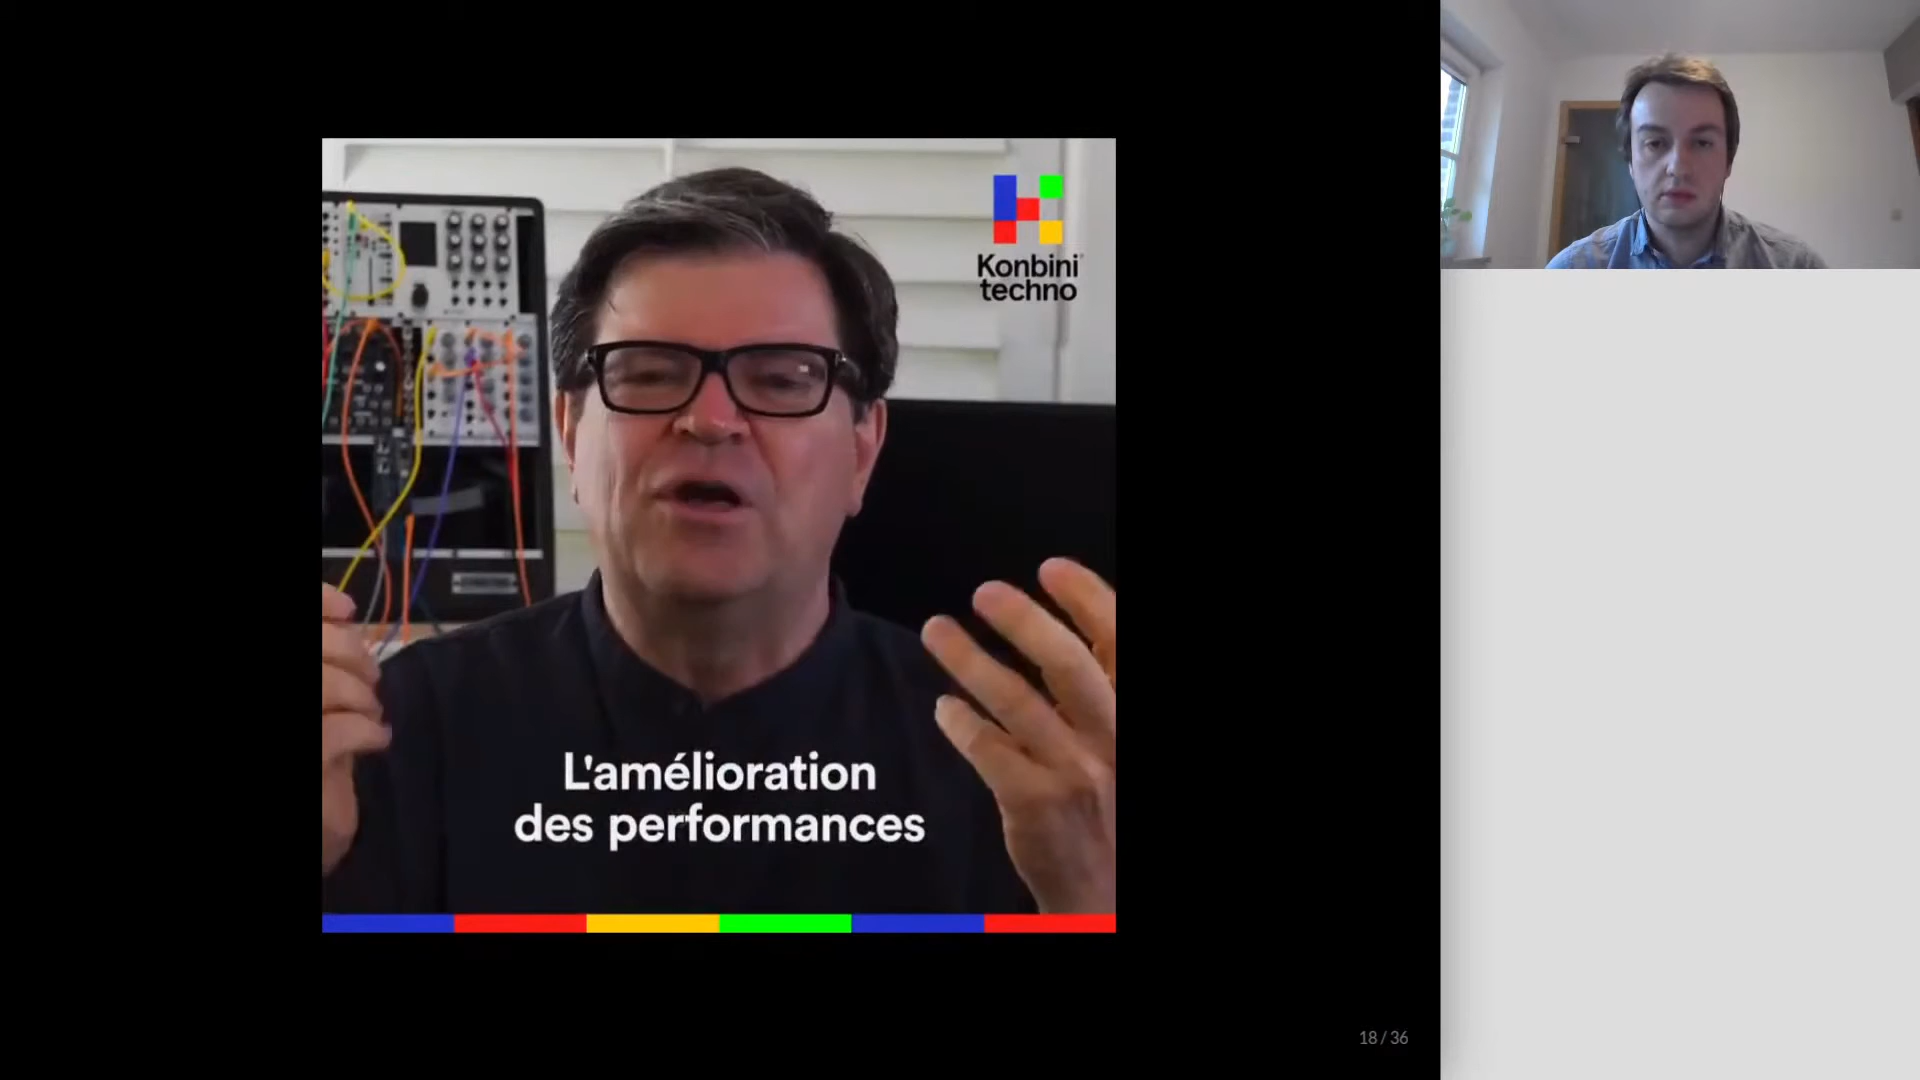 Konbini
techno
L'amélioration
des performances
18 / 36